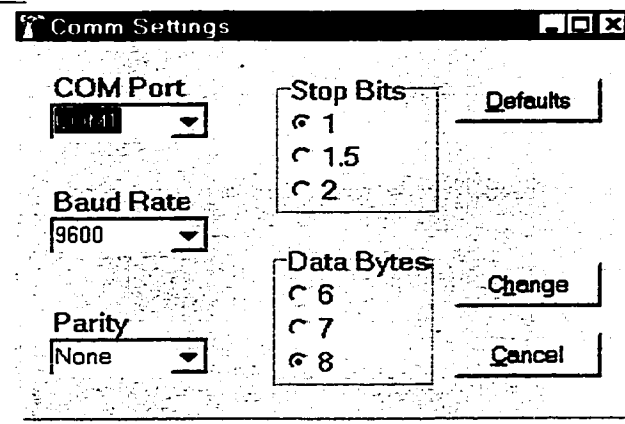 Comm Settings
COM Port
COM1
Baud Rate
9600
Parity
None
Stop Bits
1
1.5
2
Data Bytes
6
7
8
Defaults
Change
Cancel